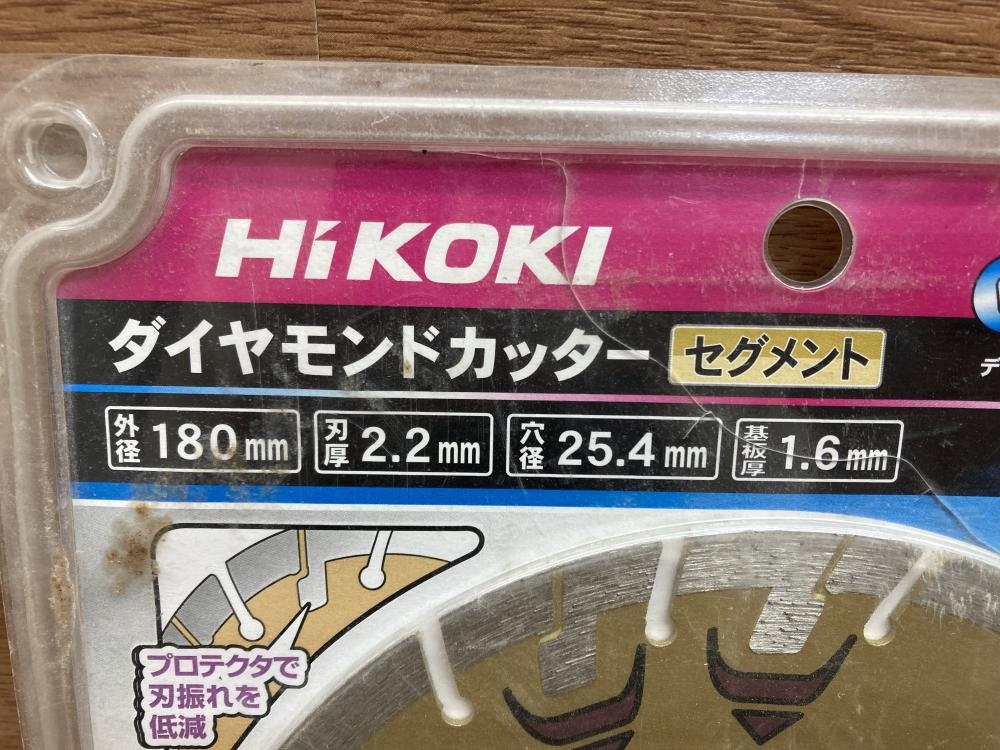 HiKOKI
ダイヤモンドカッター セグメント
デ
外径 180mm 刃厚 2.2mm 穴径 25.4mm 基板厚 1.6mm
プロテクタで
刃振れを
低減